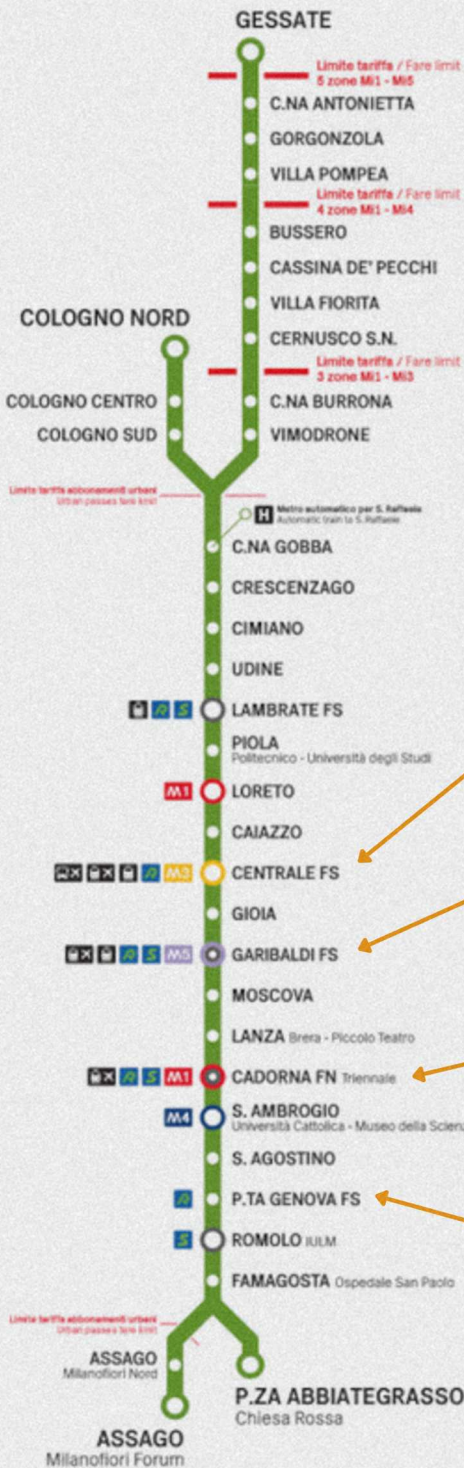 GESSATE
Limite tariffa / Fare limit
5 zone Mi1 - Mi5
C.NA ANTONIETTA
GORGONZOLA
VILLA POMPEA
Limite tariffa / Fare limit
4 zone Mi1 - Mi4
BUSSERO
CASSINA DE' PECCHI
VILLA FIORITA
COLOGNO NORD
CERNUSCO S.N.
Limite tariffa / Fare limit
3 zone Mi1 - Mi3
COLOGNO CENTRO
C.NA BURRONA
COLOGNO SUD
VIMODRONE
Limite tariffa abbonamenti urbani
Urban passes fare limit
H
Metro automatico per S. Raffaele
Automatic train to S. Raffaele
C.NA GOBBA
CRESCENZAGO
CIMIANO
UDINE
R S LAMBRATE FS
PIOLA
Politecnico - Università degli Studi
M1 LORETO
CAIAZZO
R M3 CENTRALE FS
GIOIA
R S M5 GARIBALDI FS
MOSCOVA
LANZA Brera - Piccolo Teatro
R S M1 CADORNA FN Triennale
M4 S. AMBROGIO
Università Cattolica - Museo della Scien
S. AGOSTINO
R P.TA GENOVA FS
S ROMOLO IULM
FAMAGOSTA Ospedale San Paolo
Limite tariffa abbonamenti urbani
Urban passes fare limit
ASSAGO
Milanofiori Nord
P.ZA ABBIATEGRASSO
Chiesa Rossa
ASSAGO
Milanofiori Forum